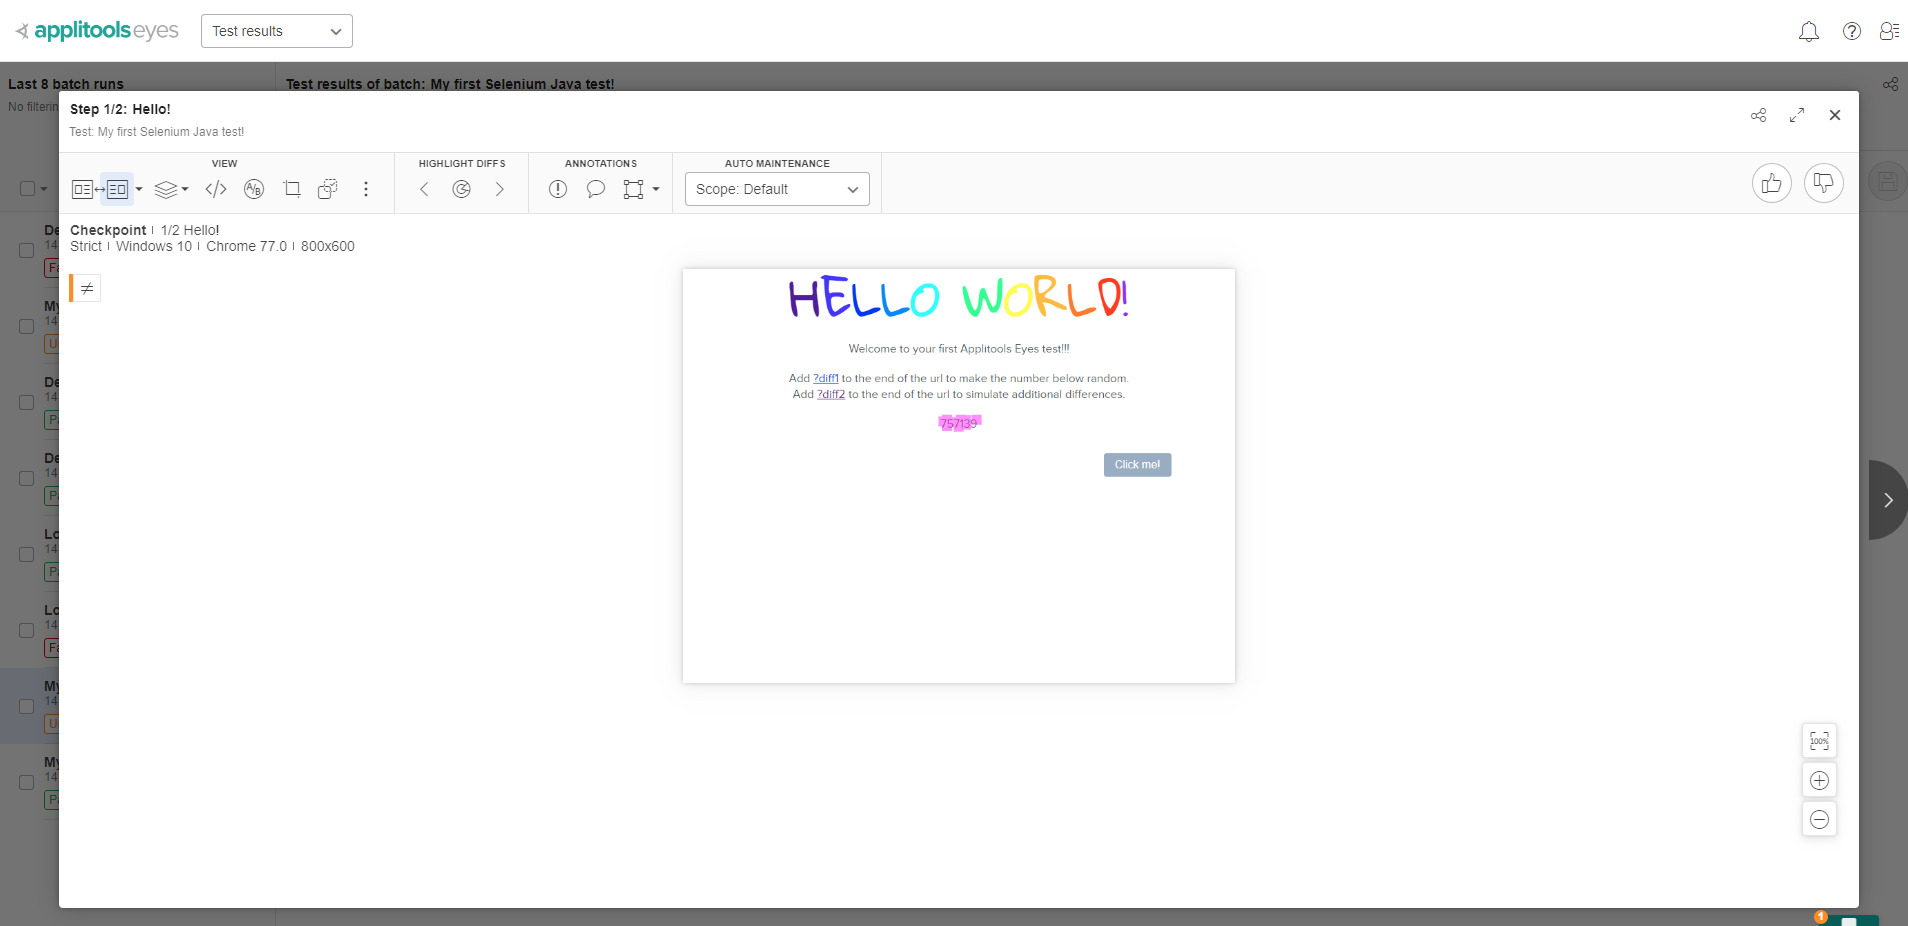 applitools eyes
Test results
Last 8 batch runs
Test results of batch: My first Selenium Java test!
No filterin
Step 1/2: Hello!
Test: My first Selenium Java test!
VIEW
HIGHLIGHT DIFFS
ANNOTATIONS
AUTO MAINTENANCE
A/B
Scope: Default
Checkpoint | 1/2 Hello!
Strict | Windows 10 | Chrome 77.0 | 800x600
≠
HELLO WORLD!
Welcome to your first Applitools Eyes test!!!
Add ?diff1 to the end of the url to make the number below random.
Add ?diff2 to the end of the url to simulate additional differences.
757139
Click me!
De
14
Fa
My
14
U
De
14
Pa
De
14
Pa
Lo
14
Pa
Lo
14
Fa
My
14
U
My
14
Pa
100%
1